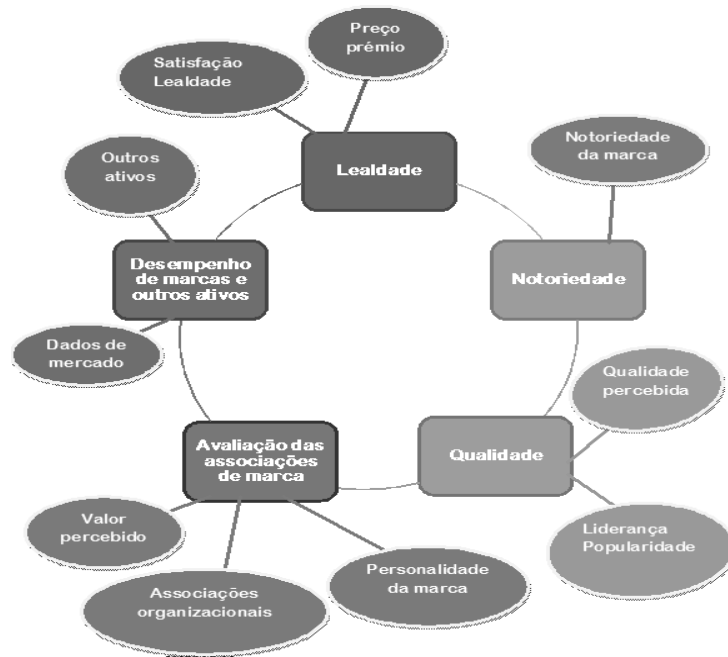 Preço
prémio
Satisfação
Lealdade
Notoriedade
da marca
Outros
ativos
Lealdade
Desempenho
de marcas e
outros ativos
Notoriedade
Dados de
mercado
Qualidade
percebida
Avaliação das
associações
de marca
Qualidade
Valor
percebido
Liderança
Popularidade
Personalidade
da marca
Associações
organizacionais